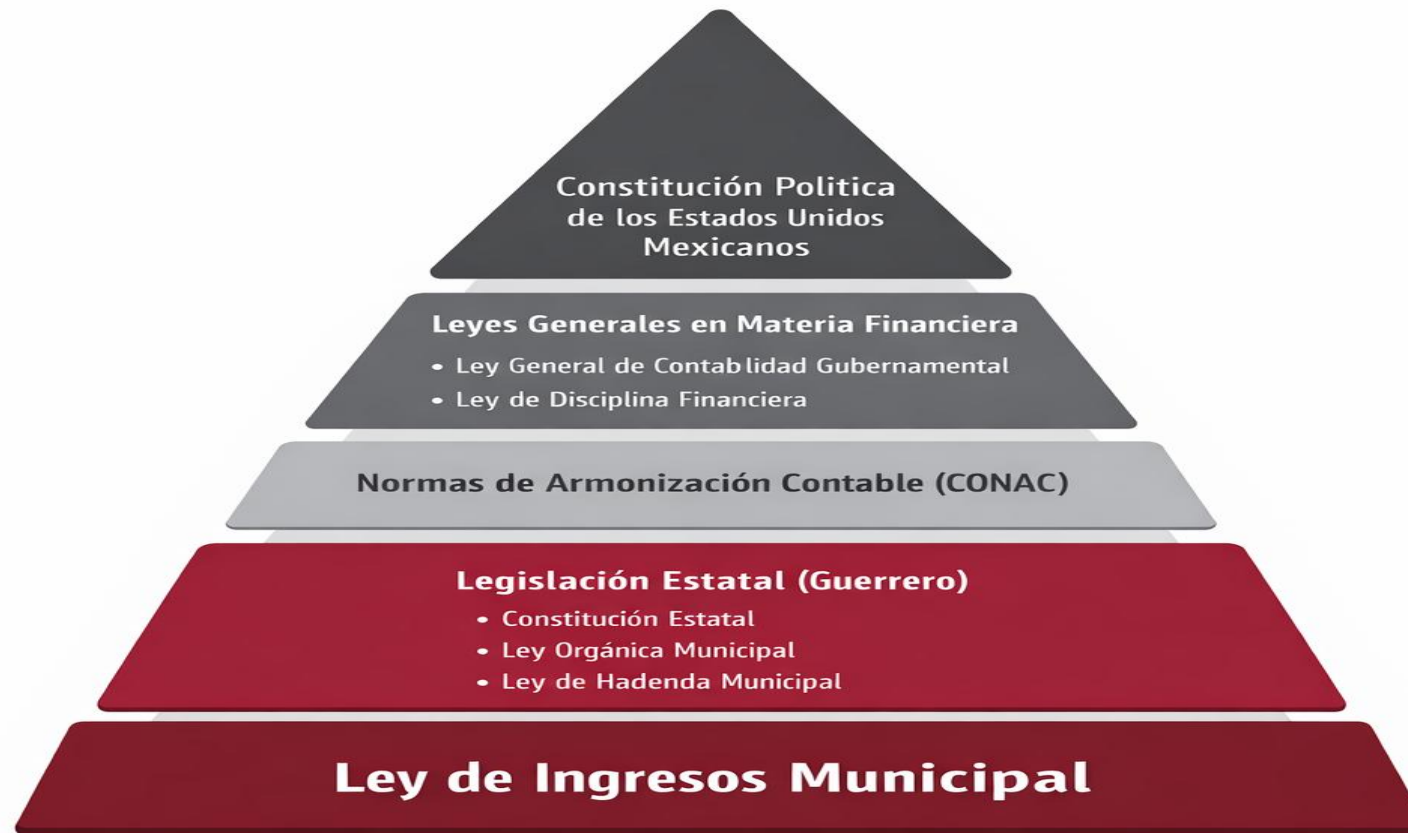 Constitución Politica
de los Estados Unidos
Mexicanos
Leyes Generales en Materia Financiera
• Ley General de Contablidad Gubernamental
• Ley de Disciplina Financiera
Normas de Armonización Contable (CONAC)
Legislación Estatal (Guerrero)
• Constitución Estatal
• Ley Orgánica Municipal
• Ley de Hadenda Municipal
Ley de Ingresos Municipal